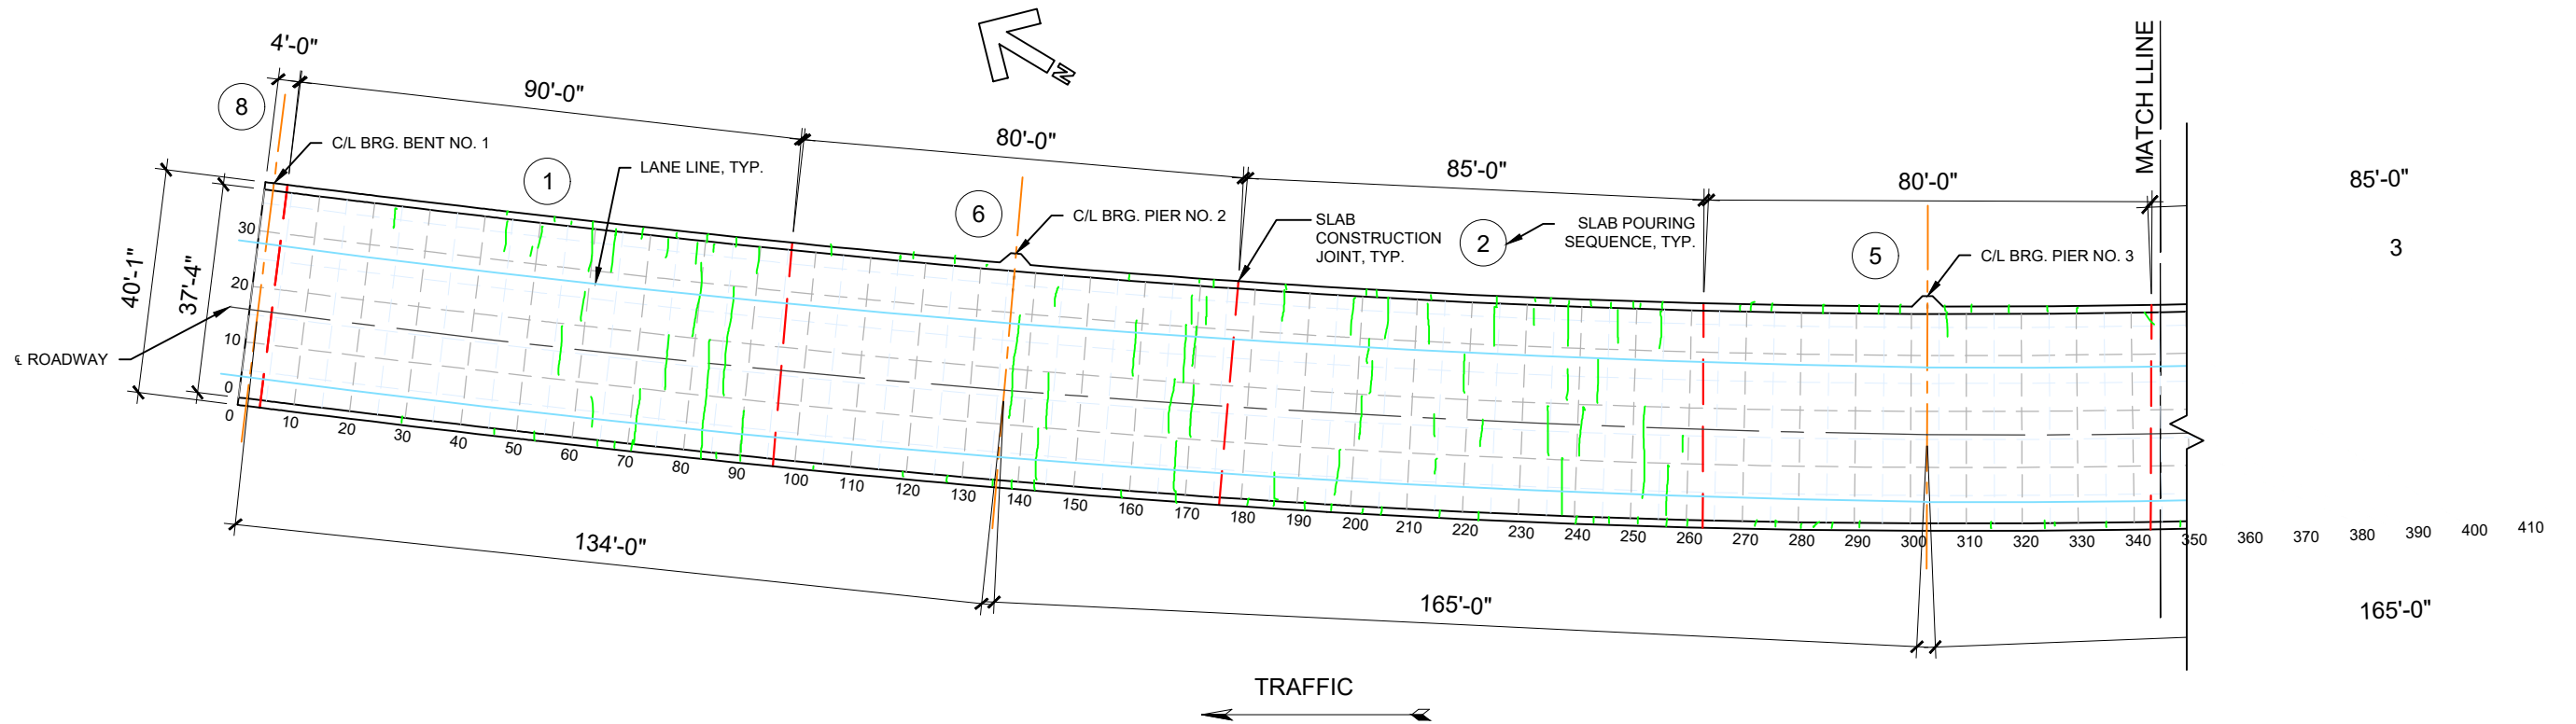 4'-0"
90'-0"
80'-0"
85'-0"
80'-0"
85'-0"
N
MATCH LLINE
8
C/L BRG. BENT NO. 1
1
LANE LINE, TYP.
6
C/L BRG. PIER NO. 2
SLAB
CONSTRUCTION
JOINT, TYP.
2
SLAB POURING
SEQUENCE, TYP.
5
C/L BRG. PIER NO. 3
3
40'-1"
37'-4"
30
20
10
0
℄ ROADWAY
0 10 20 30 40 50 60 70 80 90 100 110 120 130 140 150 160 170 180 190 200 210 220 230 240 250 260 270 280 290 300 310 320 330 340 350 360 370 380 390 400 410
134'-0"
165'-0"
165'-0"
TRAFFIC